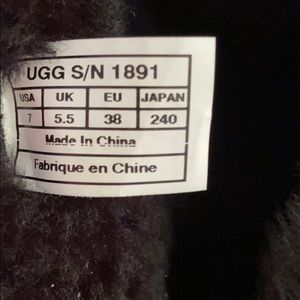 UGG S/N 1891
USA UK EU JAPAN
7 5.5 38 240
Made In China
Fabrique en Chine